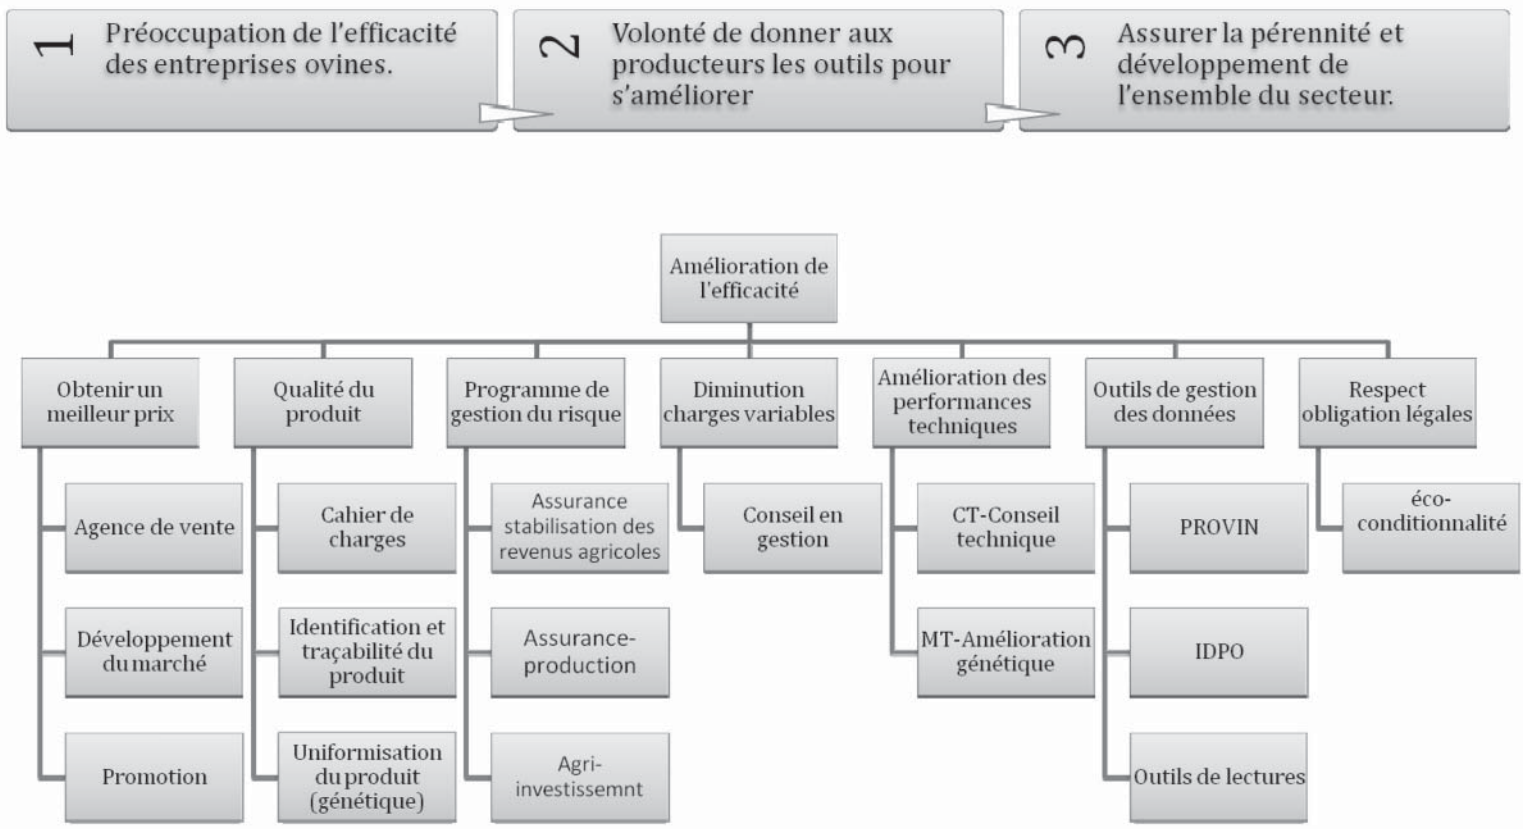 1
Préoccupation de l'efficacité
des entreprises ovines.
2
Volonté de donner aux
producteurs les outils pour
s'améliorer
3
Assurer la pérennité et
développement de
l'ensemble du secteur.
Amélioration de
l'efficacité
Obtenir un
meilleur prix
Agence de vente
Développement
du marché
Promotion
Qualité du
produit
Cahier de
charges
Identification et
traçabilité du
produit
Uniformisation
du produit
(génétique)
Programme de
gestion du risque
Assurance
stabilisation des
revenus agricoles
Assurance-
production
Agri-
investissemnt
Diminution
charges variables
Conseil en
gestion
Amélioration des
performances
techniques
CT-Conseil
technique
MT-Amélioration
génétique
Outils de gestion
des données
PROVIN
IDPO
Outils de lectures
Respect
obligation légales
éco-
conditionnalité